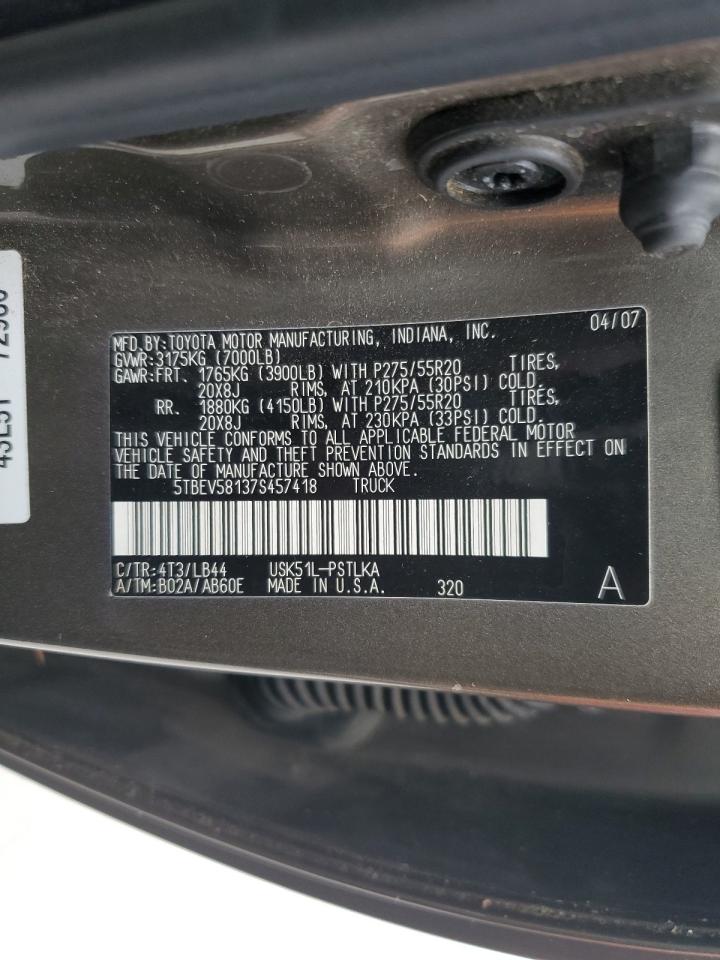 MFD.BY:TOYOTA MOTOR MANUFACTURING, INDIANA, INC. 04/07
GVWR:3175KG (7000LB)
GAWR:FRT. 1765KG (3900LB) WITH P275/55R20 TIRES,
20X8J RIMS, AT 210KPA (30PSI) COLD.
RR. 1880KG (4150LB) WITH P275/55R20 TIRES,
20X8J RIMS, AT 230KPA (33PSI) COLD.
THIS VEHICLE CONFORMS TO ALL APPLICABLE FEDERAL MOTOR
VEHICLE SAFETY AND THEFT PREVENTION STANDARDS IN EFFECT ON
THE DATE OF MANUFACTURE SHOWN ABOVE.
5TBEV58137S457418 TRUCK
C/TR:4T3/LB44 USK51L-PSTLKA
A/TM:B02A/AB60E MADE IN U.S.A. 320 A